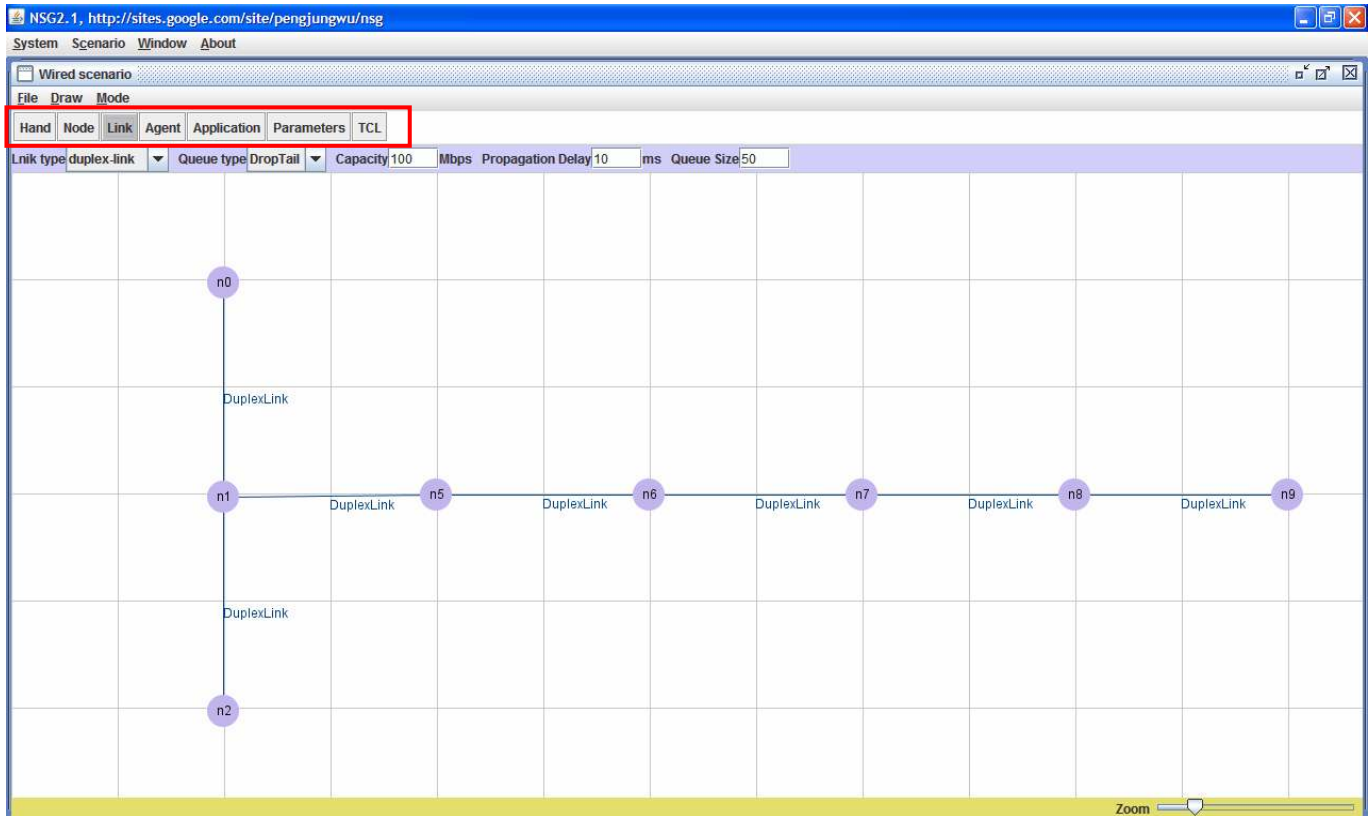 NSG2.1, http://sites.google.com/site/pengjungwu/nsg
System Scenario Window About
Wired scenario
File Draw Mode
Hand Node Link Agent Application Parameters TCL
Lnik type duplex-link Queue type DropTail Capacity 100 Mbps Propagation Delay 10 ms Queue Size 50
n0
DuplexLink
n1 n5 n6 n7 n8 n9
DuplexLink DuplexLink DuplexLink DuplexLink DuplexLink
DuplexLink
n2
Zoom